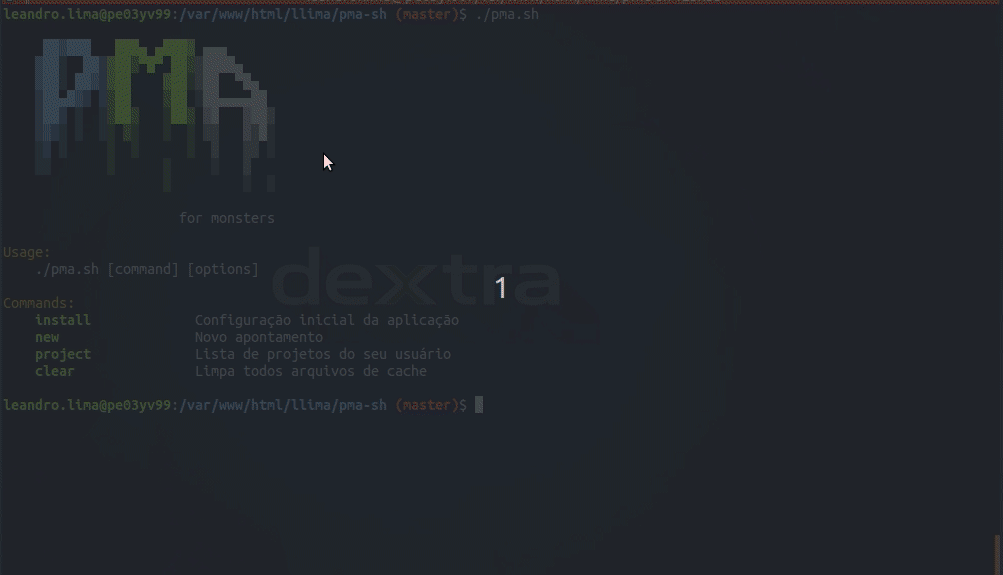 leandro.lima@pe03yv99:/var/www/html/llima/pma-sh (master)$ ./pma.sh
PMA
for monsters
Usage:
./pma.sh [command] [options]
dextra
1
Commands:
install Configuração inicial da aplicação
new Novo apontamento
project Lista de projetos do seu usuário
clear Limpa todos arquivos de cache
leandro.lima@pe03yv99:/var/www/html/llima/pma-sh (master)$